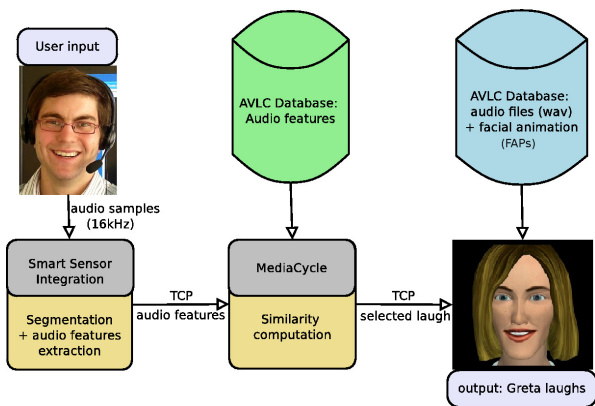 User input
AVLC Database:
Audio features
AVLC Database:
audio files (wav)
+ facial animation
(FAPs)
audio samples
(16kHz)
Smart Sensor
Integration
Segmentation
+ audio features
extraction
TCP
audio features
MediaCycle
Similarity
computation
TCP
selected laugh
output: Greta laughs